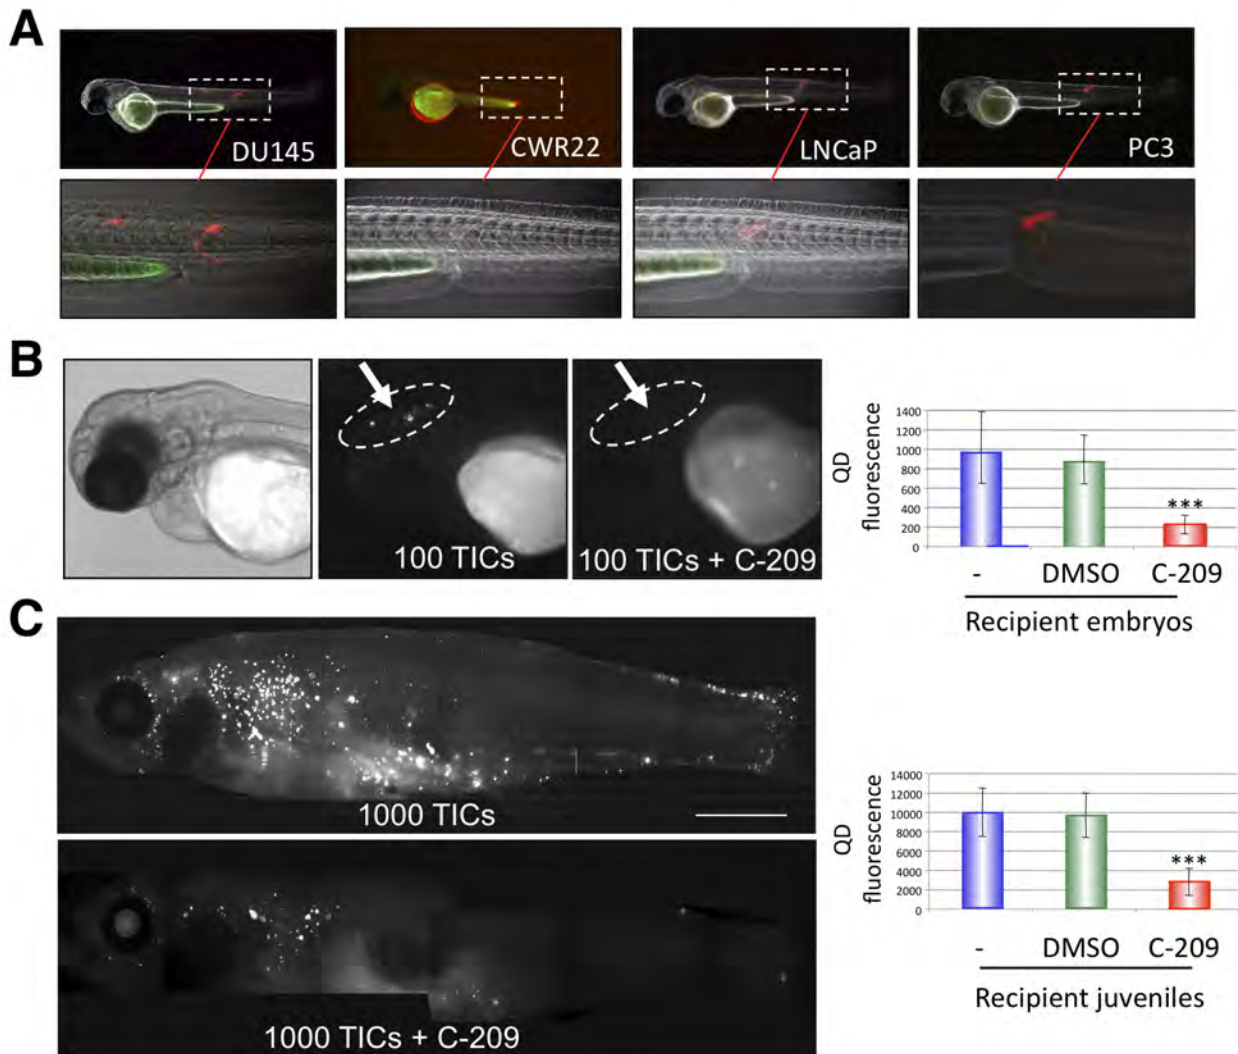 A
DU145
CWR22
LNCaP
PC3
B
100 TICs
100 TICs + C-209
QD
fluorescence
1400
1200
1000
800
600
400
200
0
***
-
DMSO
C-209
Recipient embryos
C
1000 TICs
1000 TICs + C-209
QD
fluorescence
14000
12000
10000
8000
6000
4000
2000
0
***
-
DMSO
C-209
Recipient juveniles